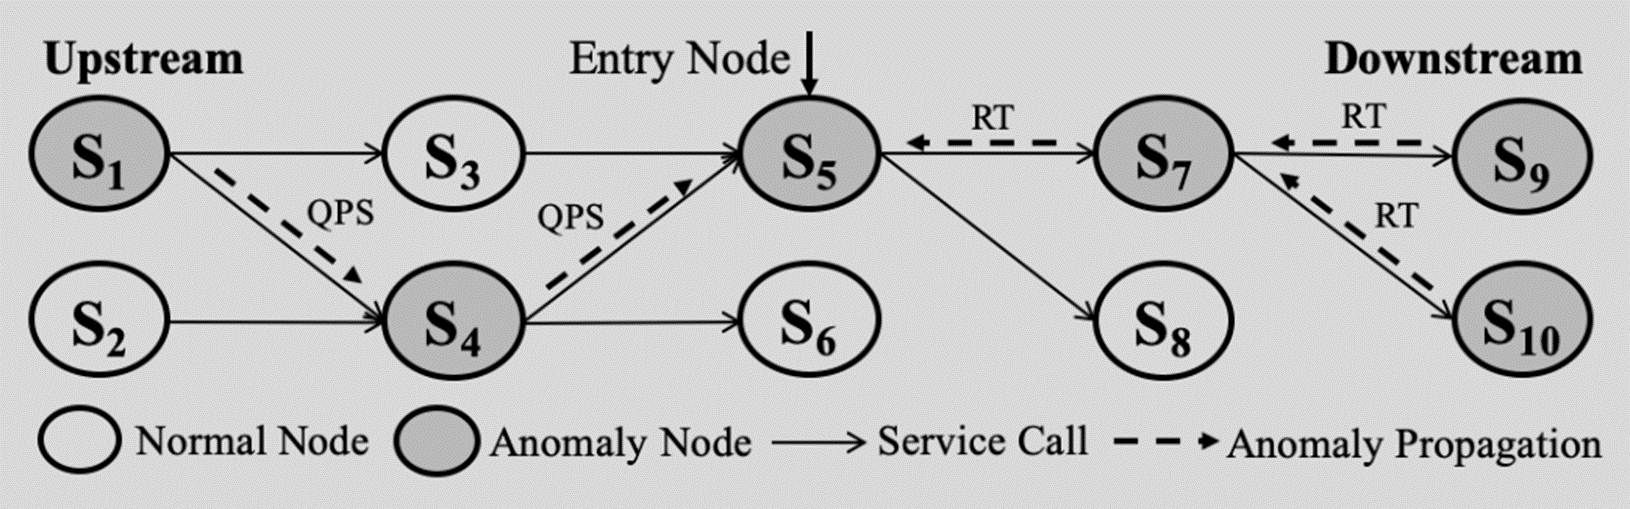 Upstream Entry Node Downstream
RT RT
S1 S3 S5 S7 S9
QPS QPS RT
S2 S4 S6 S8 S10
Normal Node Anomaly Node Service Call Anomaly Propagation